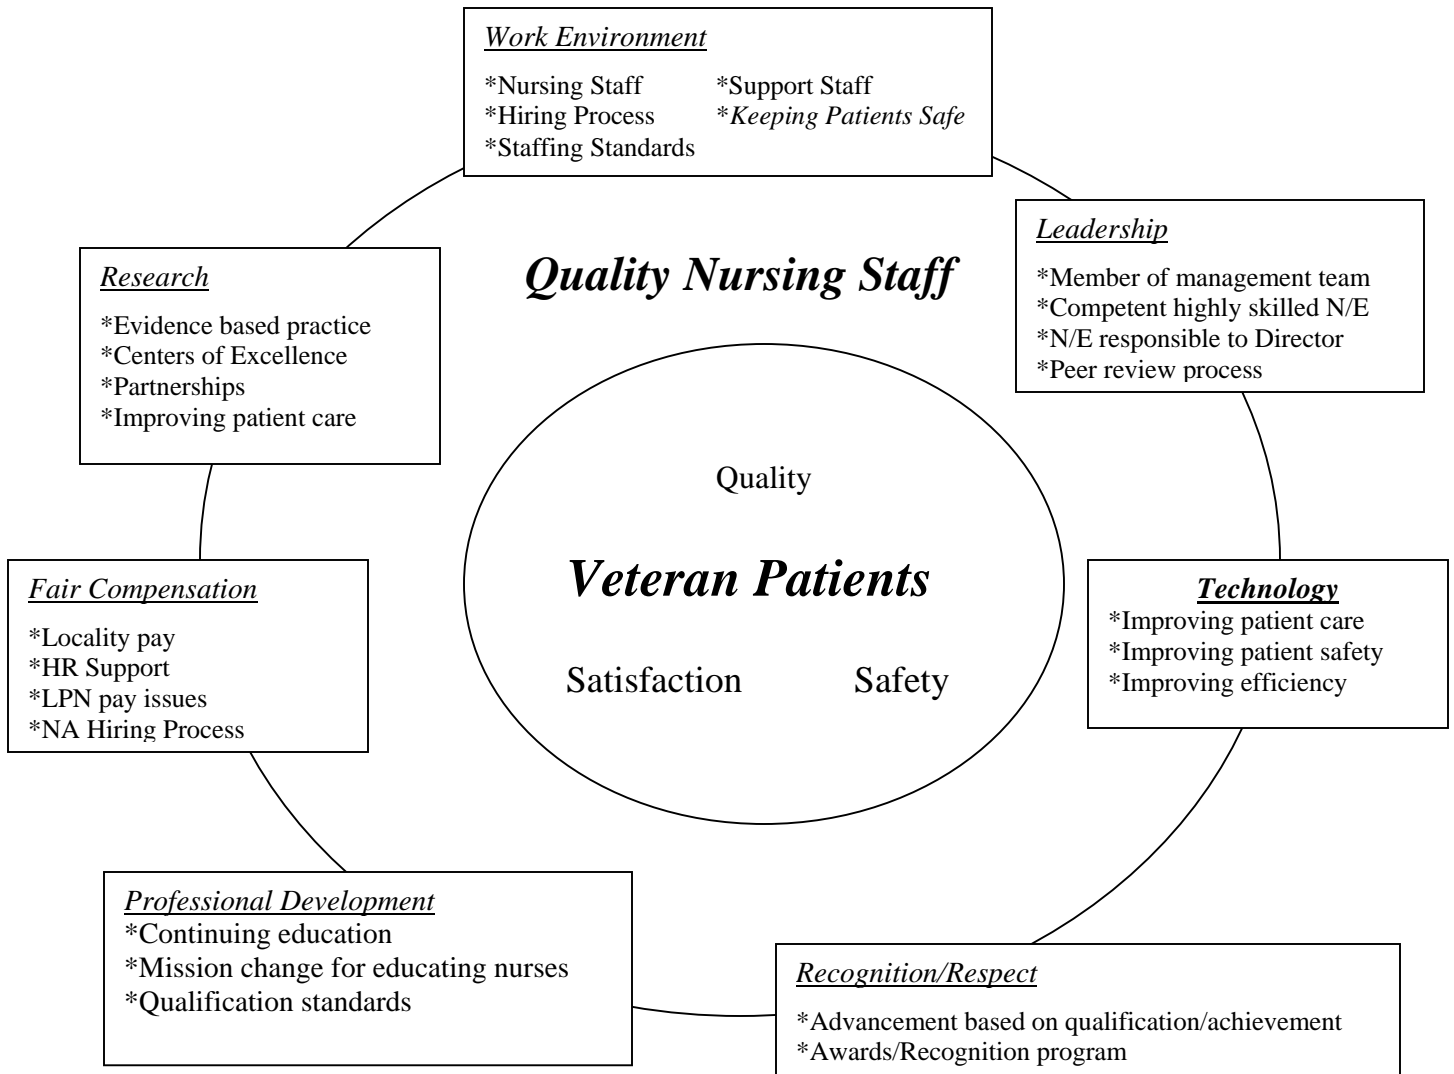 Work Environment
*Nursing Staff *Support Staff
*Hiring Process *Keeping Patients Safe
*Staffing Standards
Leadership
*Member of management team
*Competent highly skilled N/E
*N/E responsible to Director
*Peer review process
Research
*Evidence based practice
*Centers of Excellence
*Partnerships
*Improving patient care
Quality Nursing Staff
Quality
Veteran Patients
Satisfaction Safety
Fair Compensation
*Locality pay
*HR Support
*LPN pay issues
*NA Hiring Process
Technology
*Improving patient care
*Improving patient safety
*Improving efficiency
Professional Development
*Continuing education
*Mission change for educating nurses
*Qualification standards
Recognition/Respect
*Advancement based on qualification/achievement
*Awards/Recognition program